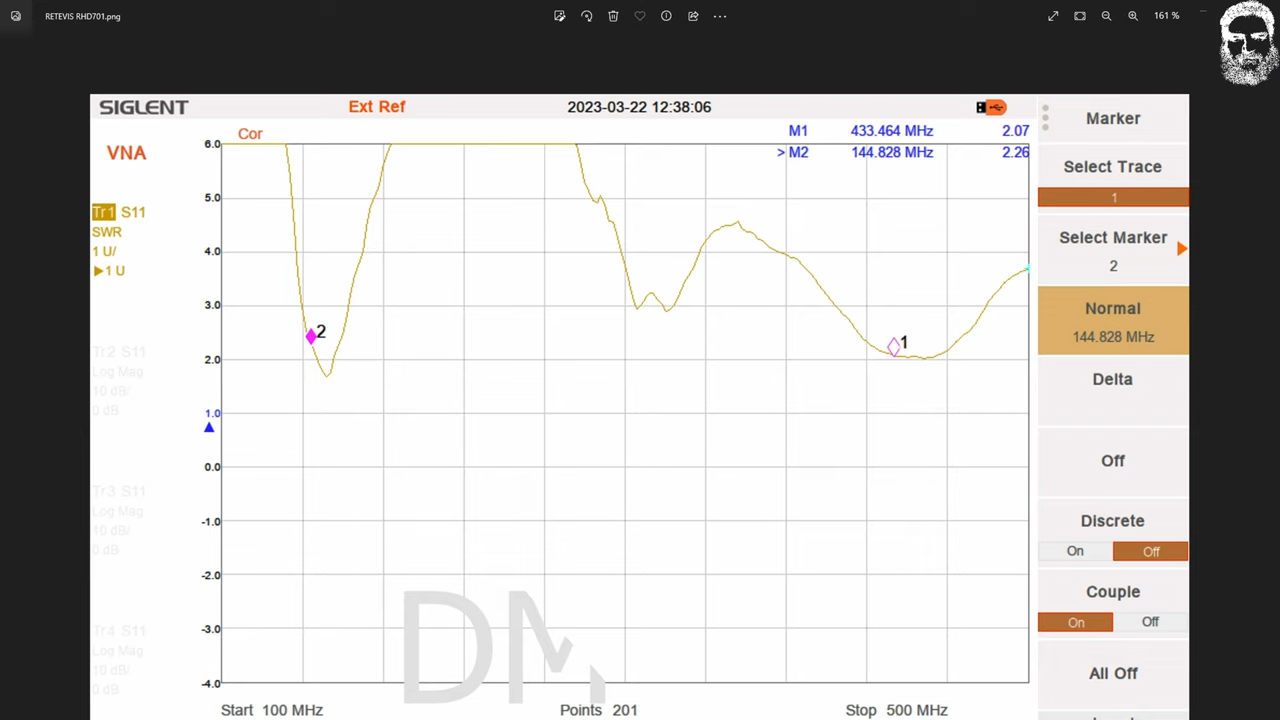 RETEVIS RHD701.png
161 %
SIGLENT
Ext Ref
2023-03-22 12:38:06
Marker
Cor
M1 433.464 MHz 2.07
> M2 144.828 MHz 2.26
VNA
6.0
5.0
4.0
3.0
2.0
1.0
0.0
-1.0
-2.0
-3.0
-4.0
Tr1 S11
SWR
1 U/
▶1 U
Tr2 S11
Log Mag
10 dB/
0 dB
Tr3 S11
Log Mag
10 dB/
0 dB
Tr4 S11
Log Mag
10 dB/
0 dB
2
1
Select Trace
1
Select Marker
2
Normal
144.828 MHz
Delta
Off
Discrete
On Off
Couple
On Off
All Off
Start 100 MHz
Points 201
Stop 500 MHz